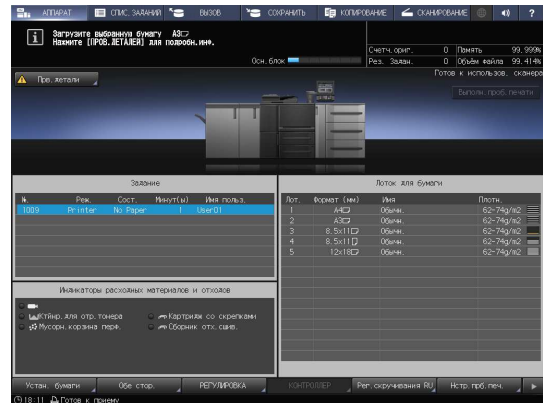 АППАРАТ СПИС. ЗАДАНИЙ ВЫЗОВ СОХРАНИТЬ КОПИРОВАНИЕ СКАНИРОВАНИЕ ?
Загрузите выбранную бумагу A3
Нажмите [ПРОВ.ДЕТАЛЕЙ] для подробн.инф.
Осн.блок
Счетч.ориг. 0 Память 99.999%
Рез. Задан. 0 Объём файла 99.414%
Готов к использов. сканера
Прв. детали
Выполн. проб. печати
Задание
№. Реж. Сост. Минут(ы) Имя польз.
1009 Printer No Paper 1 User01
Лоток для бумаги
Лот. Формат (мм) Имя Плотн.
1 A4 Обычн. 62-74g/m2
2 A3 Обычн. 62-74g/m2
3 8.5x11 Обычн. 62-74g/m2
4 8.5x11 Обычн. 62-74g/m2
5 12x18 Обычн. 62-74g/m2
Индикаторы расходных материалов и отходов
Ктйнр. для отр. тонера Картридж со скрепками
Мусорн. корзина перф. Сборник отх. сшив.
Устан. бумаги Обе стор. РЕГУЛИРОВКА КОНТРОЛЛЕР Рег. скручивания RU Нстр. прб. печ.
18:11 Готов к приему